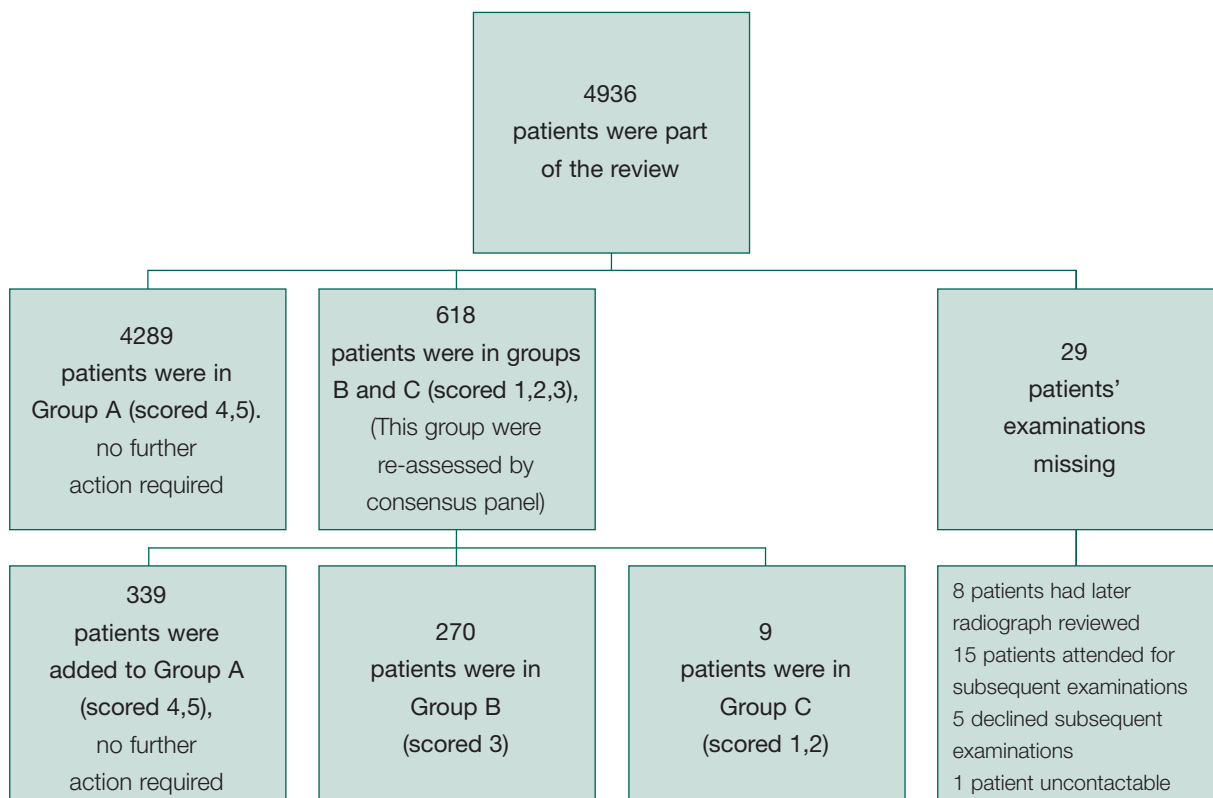 4936
patients were part
of the review
4289
patients were in
Group A (scored 4,5).
no further
action required
618
patients were in groups
B and C (scored 1,2,3),
(This group were
re-assessed by
consensus panel)
29
patients’
examinations
missing
339
patients were
added to Group A
(scored 4,5),
no further
action required
270
patients were in
Group B
(scored 3)
9
patients were in
Group C
(scored 1,2)
8 patients had later
radiograph reviewed
15 patients attended for
subsequent examinations
5 declined subsequent
examinations
1 patient uncontactable